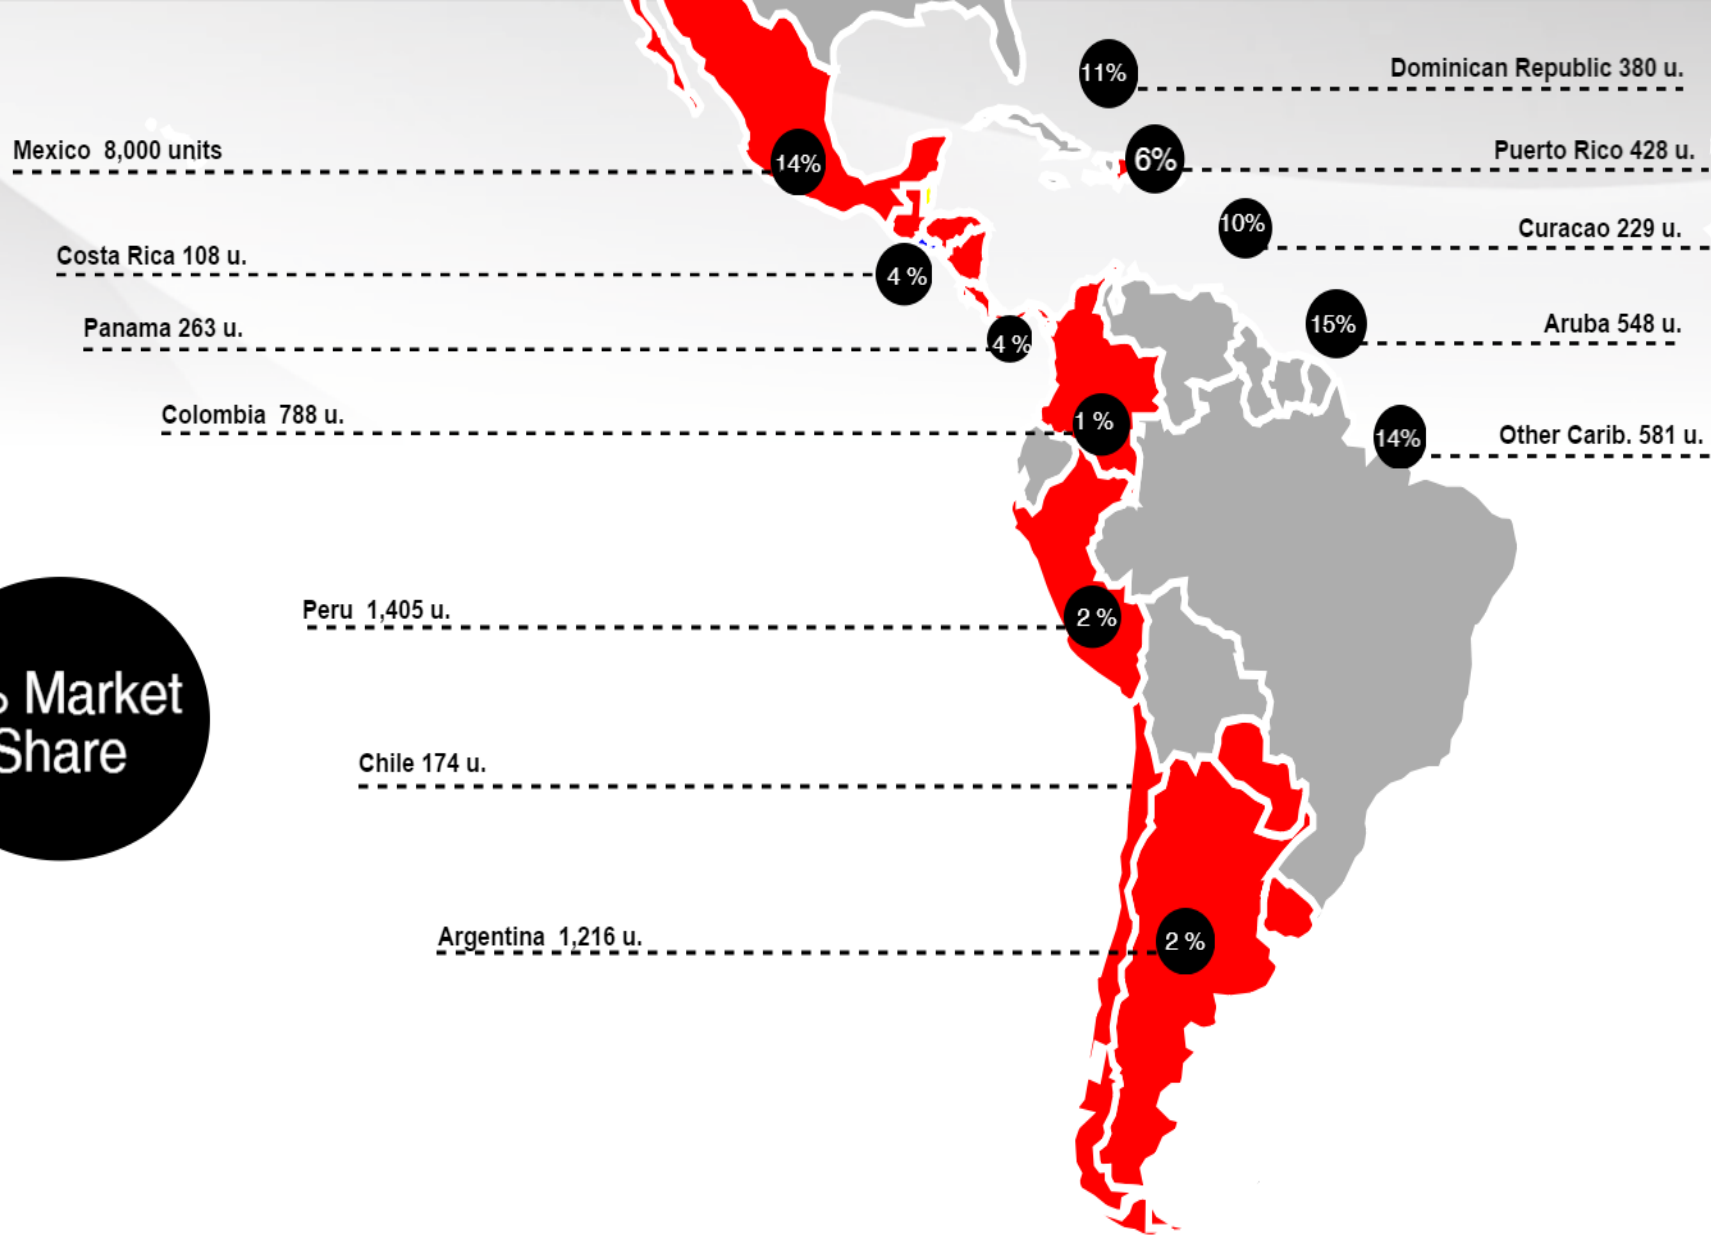 11%
Dominican Republic 380 u.
Mexico 8,000 units
14%
6%
Puerto Rico 428 u.
10%
Curacao 229 u.
Costa Rica 108 u.
4 %
15%
Aruba 548 u.
Panama 263 u.
4 %
Colombia 788 u.
1 %
14%
Other Carib. 581 u.
Peru 1,405 u.
2 %
% Market
Share
Chile 174 u.
Argentina 1,216 u.
2 %